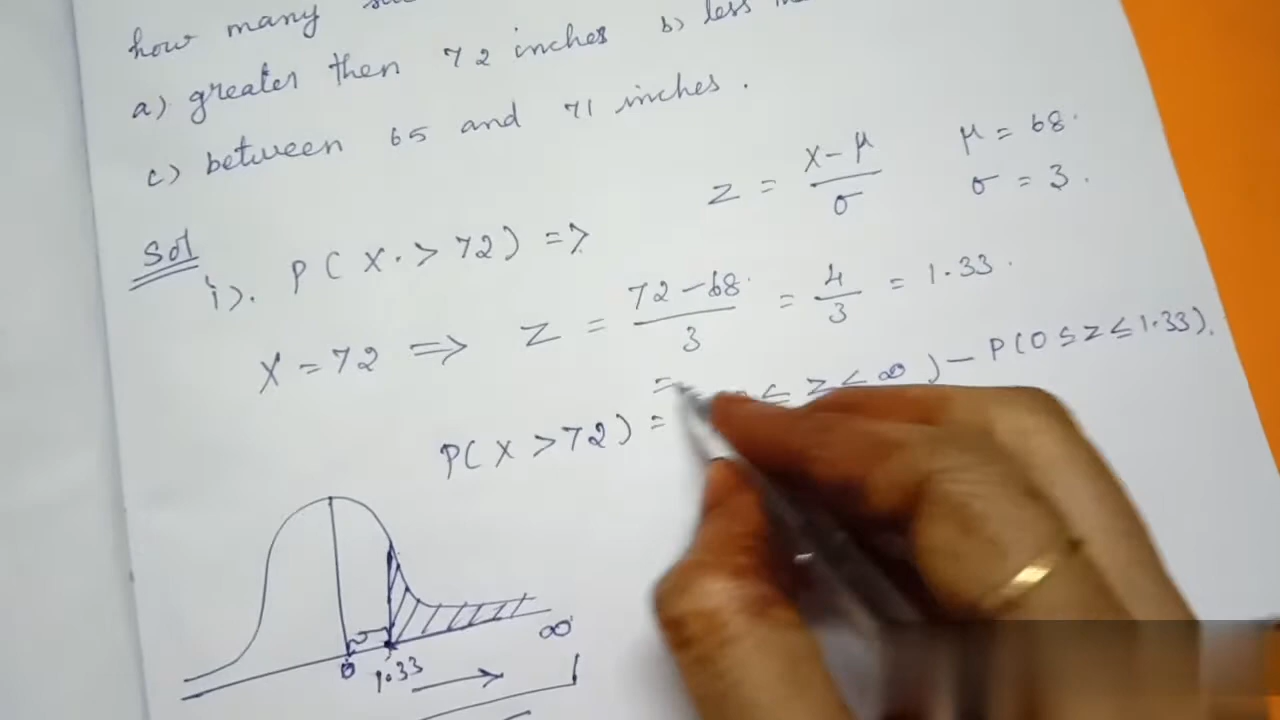 how many
a) greater then 72 inches b) less
c) between 65 and 71 inches.
Z = X-μ / σ μ = 68.
σ = 3.
Sol
i). P(X.>72) =>
X = 72 => Z = 72-68 / 3 = 4/3 = 1.33.
=
P(X>72) = ≤ Z < ∞) - P(0≤Z≤1.33).
0 1.33 ∞